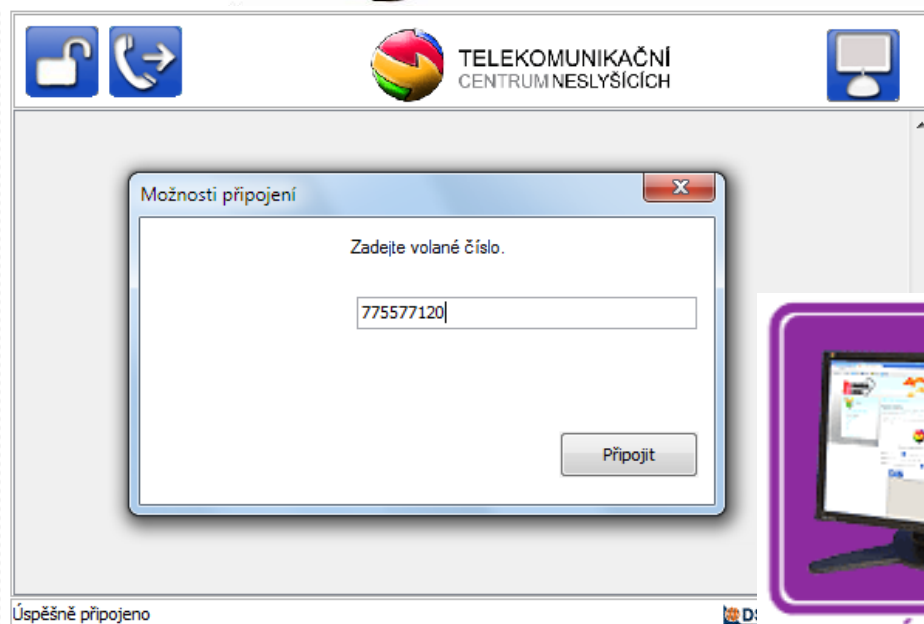 TELEKOMUNIKAČNÍ
CENTRUM NESLYŠÍCÍCH
Možnosti připojení
Zadejte volané číslo.
775577120
Připojit
Úspěšně připojeno